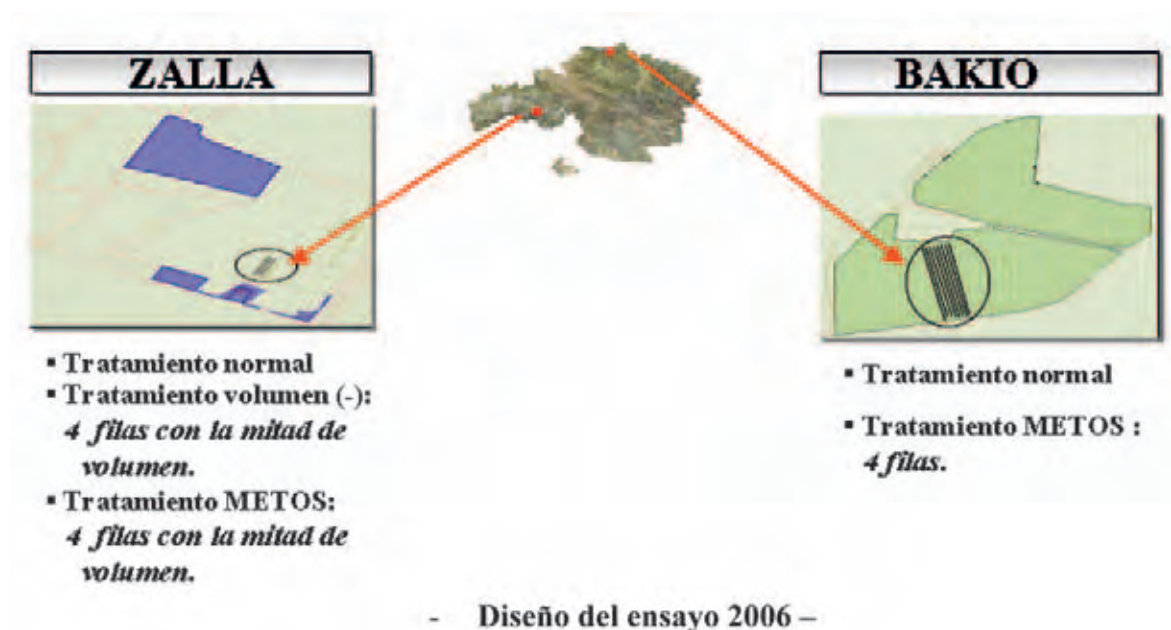 ZALLA
▪ Tratamiento normal
▪ Tratamiento volumen (-):
4 filas con la mitad de
volumen.
▪ Tratamiento METOS:
4 filas con la mitad de
volumen.
BAKIO
▪ Tratamiento normal
▪ Tratamiento METOS :
4 filas.
- Diseño del ensayo 2006 –